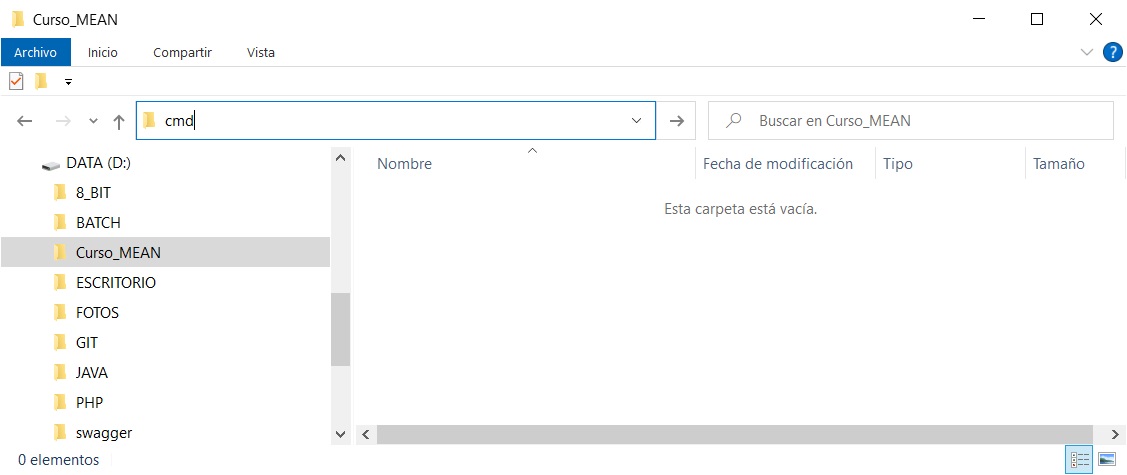 Curso_MEAN
Archivo Inicio Compartir Vista
?
cmd
Buscar en Curso_MEAN
DATA (D:)
8_BIT
BATCH
Curso_MEAN
ESCRITORIO
FOTOS
GIT
JAVA
PHP
swagger
Nombre Fecha de modificación Tipo Tamaño
Esta carpeta está vacía.
0 elementos